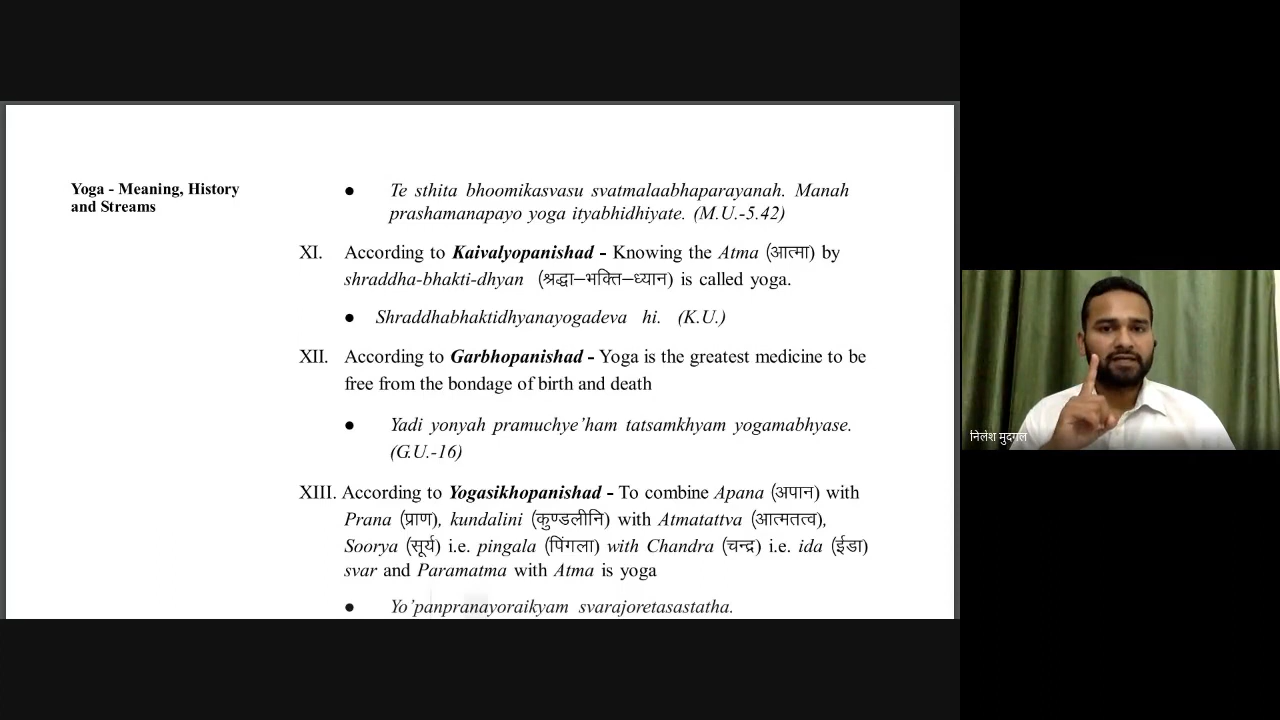 Yoga - Meaning, History
and Streams
● Te sthita bhoomikasvasu svatmalaabhaparayanah. Manah
prashamanapayo yoga ityabhidhiyate. (M.U.-5.42)
XI. According to Kaivalyopanishad - Knowing the Atma (आत्मा) by
shraddha-bhakti-dhyan (श्रद्धा–भक्ति–ध्यान) is called yoga.
● Shraddhabhaktidhyanayogadeva hi. (K.U.)
XII. According to Garbhopanishad - Yoga is the greatest medicine to be
free from the bondage of birth and death
● Yadi yonyah pramuchye’ham tatsamkhyam yogamabhyase.
(G.U.-16)
XIII. According to Yogasikhopanishad - To combine Apana (अपान) with
Prana (प्राण), kundalini (कुण्डलीनि) with Atmatattva (आत्मतत्व),
Soorya (सूर्य) i.e. pingala (पिंगला) with Chandra (चन्द्र) i.e. ida (ईडा)
svar and Paramatma with Atma is yoga
● Yo’panpranayoraikyam svarajoretasastatha.
निलेश मुदगल